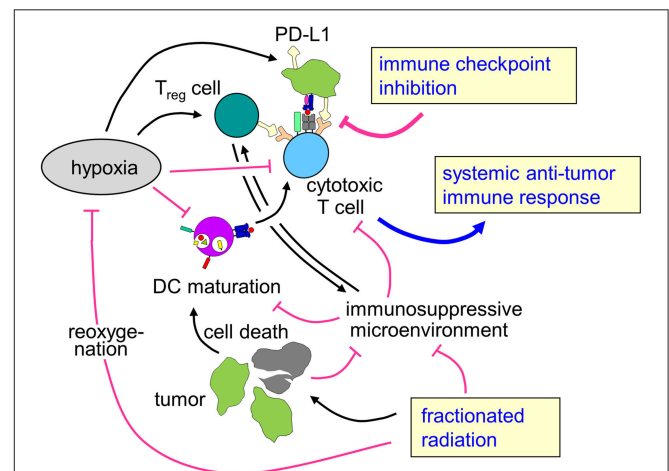 PD-L1
immune checkpoint
inhibition
Treg cell
hypoxia
cytotoxic
T cell
systemic anti-tumor
immune response
DC maturation
immunosuppressive
microenvironment
reoxyge-
nation
cell death
tumor
fractionated
radiation